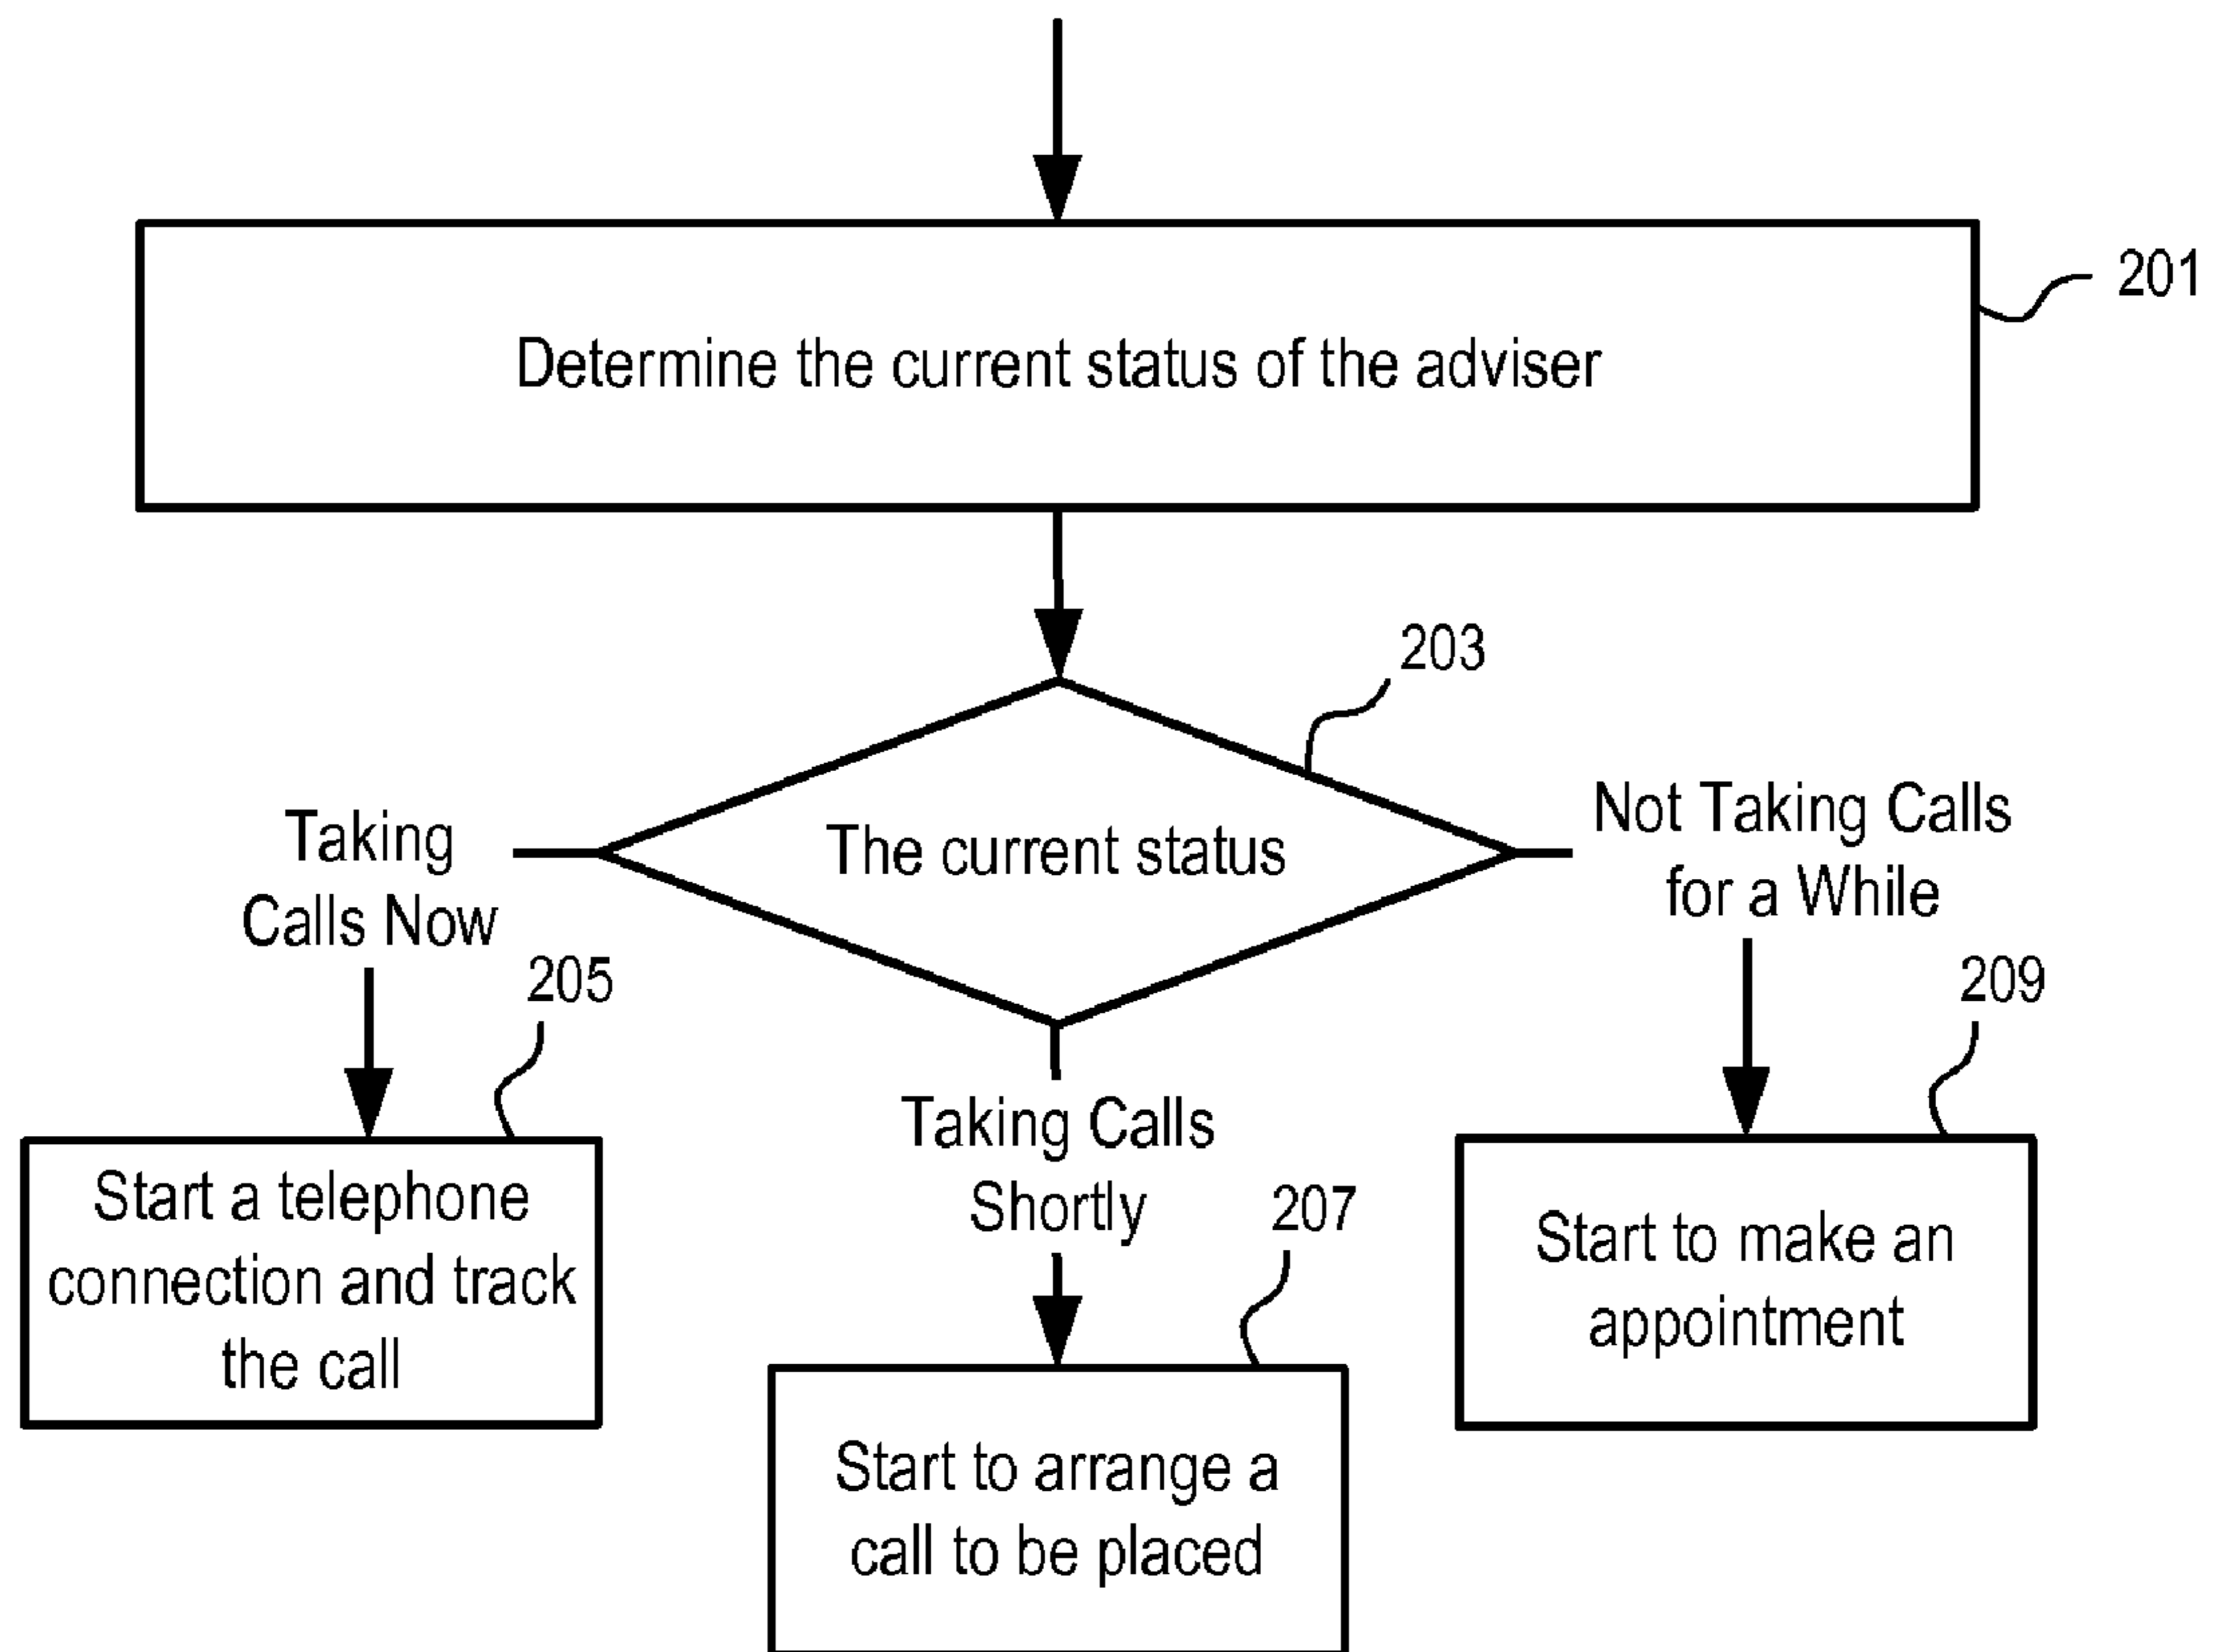 201
Determine the current status of the adviser
203
The current status
Taking
Calls Now
Not Taking Calls
for a While
205
209
Start a telephone
connection and track
the call
Taking Calls
Shortly
207
Start to make an
appointment
Start to arrange a
call to be placed